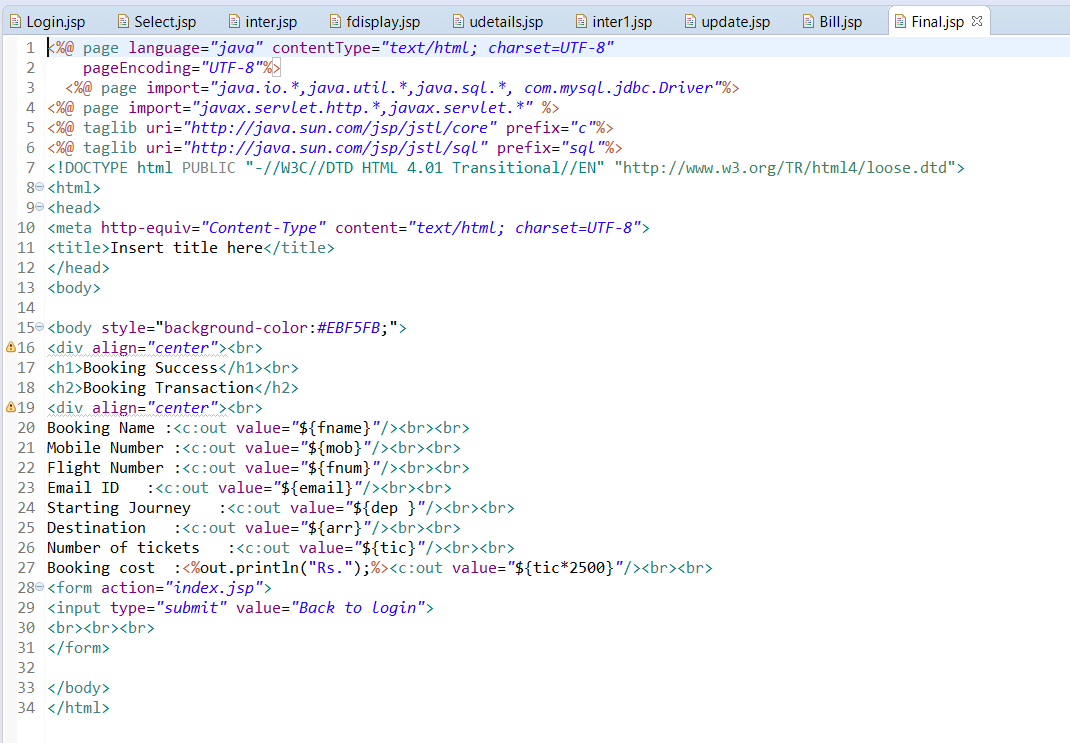 Login.jsp Select.jsp inter.jsp fdisplay.jsp udetails.jsp inter1.jsp update.jsp Bill.jsp Final.jsp
1 <%@ page language="java" contentType="text/html; charset=UTF-8"
2     pageEncoding="UTF-8"%>
3   <%@ page import="java.io.*,java.util.*,java.sql.*, com.mysql.jdbc.Driver"%>
4 <%@ page import="javax.servlet.http.*,javax.servlet.*" %>
5 <%@ taglib uri="http://java.sun.com/jsp/jstl/core" prefix="c"%>
6 <%@ taglib uri="http://java.sun.com/jsp/jstl/sql" prefix="sql"%>
7 <!DOCTYPE html PUBLIC "-//W3C//DTD HTML 4.01 Transitional//EN" "http://www.w3.org/TR/html4/loose.dtd">
8 <html>
9 <head>
10 <meta http-equiv="Content-Type" content="text/html; charset=UTF-8">
11 <title>Insert title here</title>
12 </head>
13 <body>
14
15 <body style="background-color:#EBF5FB;">
16 <div align="center"><br>
17 <h1>Booking Success</h1><br>
18 <h2>Booking Transaction</h2>
19 <div align="center"><br>
20 Booking Name :<c:out value="${fname}"/><br><br>
21 Mobile Number :<c:out value="${mob}"/><br><br>
22 Flight Number :<c:out value="${fnum}"/><br><br>
23 Email ID   :<c:out value="${email}"/><br><br>
24 Starting Journey   :<c:out value="${dep }"/><br><br>
25 Destination   :<c:out value="${arr}"/><br><br>
26 Number of tickets   :<c:out value="${tic}"/><br><br>
27 Booking cost  :<%out.println("Rs.");%><c:out value="${tic*2500}"/><br><br>
28 <form action="index.jsp">
29 <input type="submit" value="Back to login">
30 <br><br><br>
31 </form>
32
33 </body>
34 </html>